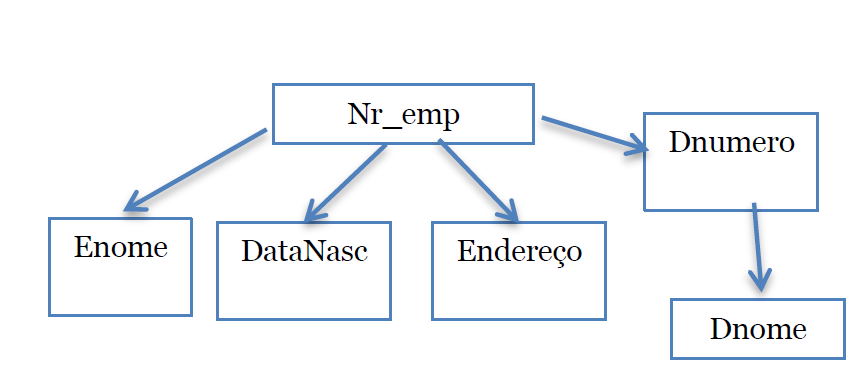 Nr_emp
Dnumero
Enome
DataNasc
Endereço
Dnome